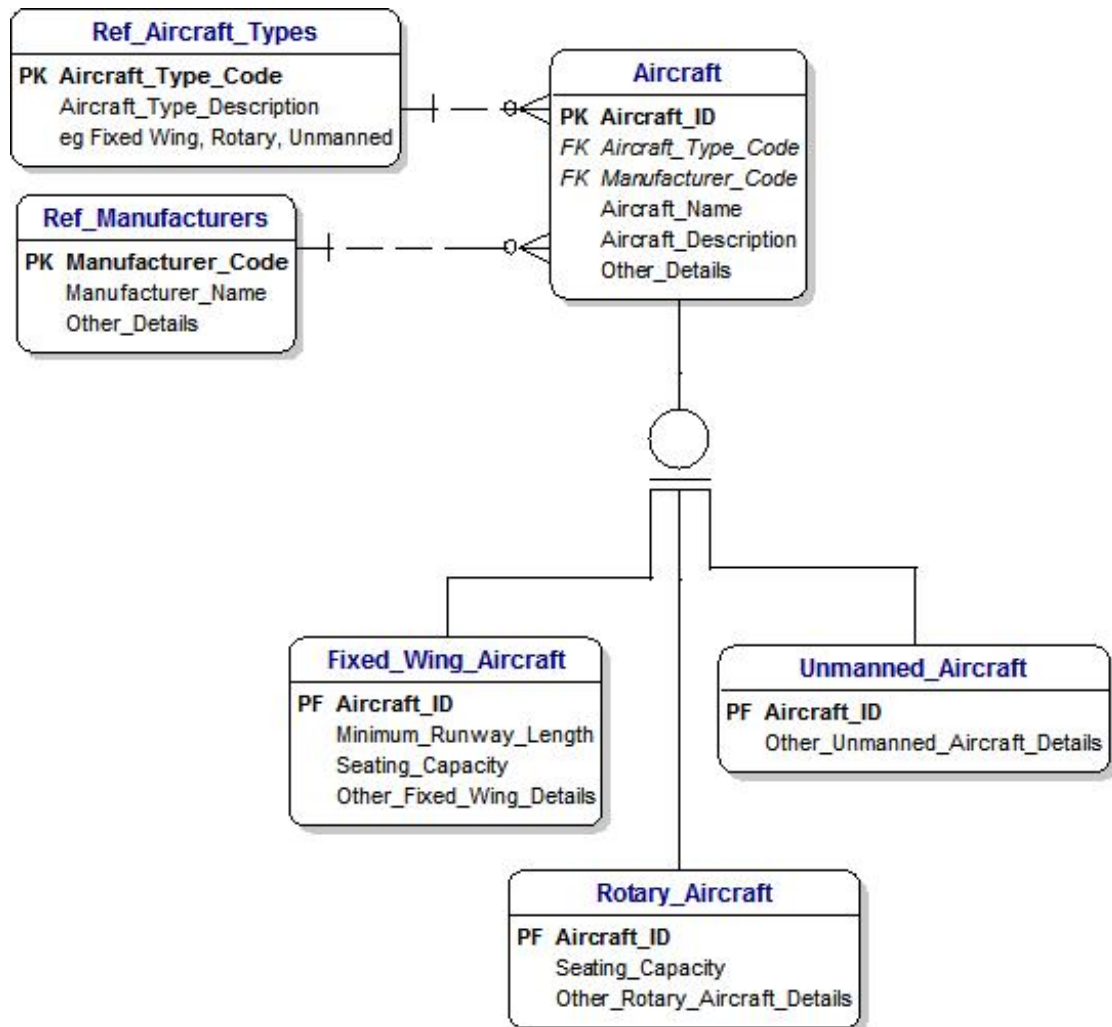 Ref_Aircraft_Types
PK Aircraft_Type_Code
Aircraft_Type_Description
eg Fixed Wing, Rotary, Unmanned
Aircraft
PK Aircraft_ID
FK Aircraft_Type_Code
FK Manufacturer_Code
Aircraft_Name
Aircraft_Description
Other_Details
Ref_Manufacturers
PK Manufacturer_Code
Manufacturer_Name
Other_Details
Fixed_Wing_Aircraft
PF Aircraft_ID
Minimum_Runway_Length
Seating_Capacity
Other_Fixed_Wing_Details
Unmanned_Aircraft
PF Aircraft_ID
Other_Unmanned_Aircraft_Details
Rotary_Aircraft
PF Aircraft_ID
Seating_Capacity
Other_Rotary_Aircraft_Details